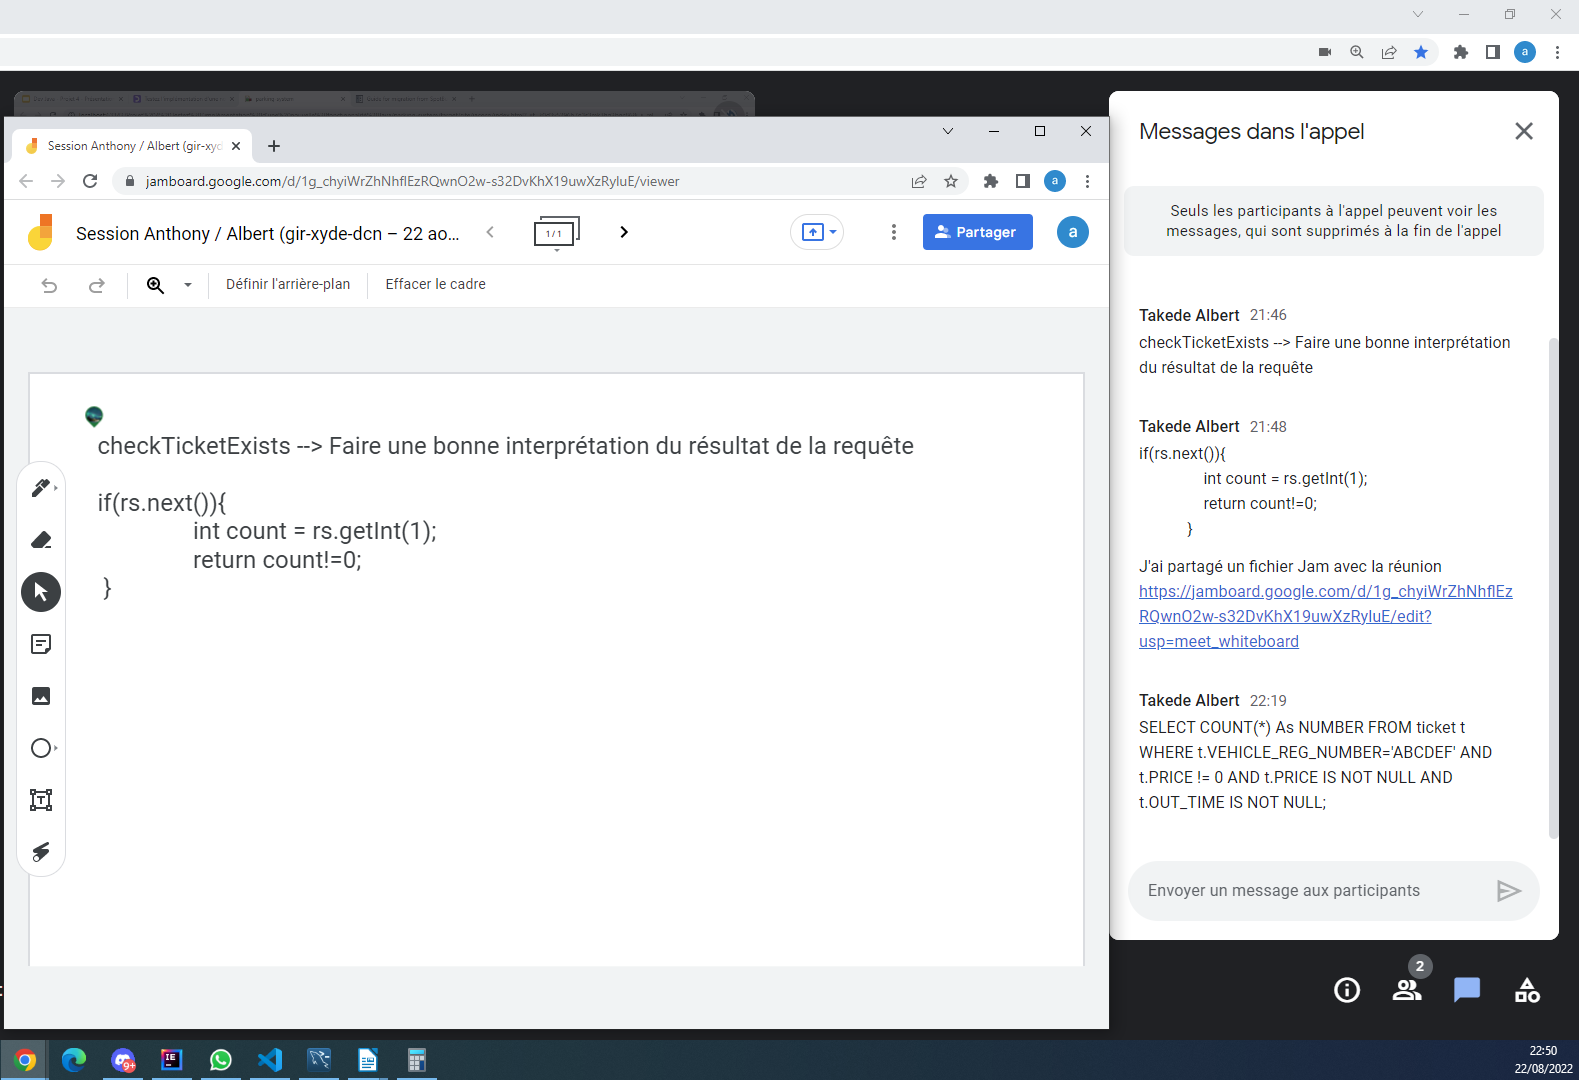 Session Anthony / Albert (gir-xyd
jamboard.google.com/d/1g_chyiWrZhNhflEzRQwnO2w-s32DvKhX19uwXzRyIuE/viewer
a
Session Anthony / Albert (gir-xyde-dcn – 22 ao...
1 / 1
Partager
a
Définir l'arrière-plan
Effacer le cadre
checkTicketExists --> Faire une bonne interprétation du résultat de la requête
if(rs.next()){
int count = rs.getInt(1);
return count!=0;
}
a
Messages dans l'appel
Seuls les participants à l'appel peuvent voir les
messages, qui sont supprimés à la fin de l'appel
Takede Albert 21:46
checkTicketExists --> Faire une bonne interprétation
du résultat de la requête
Takede Albert 21:48
if(rs.next()){
int count = rs.getInt(1);
return count!=0;
}
J'ai partagé un fichier Jam avec la réunion
https://jamboard.google.com/d/1g_chyiWrZhNhflEz
RQwnO2w-s32DvKhX19uwXzRyIuE/edit?
usp=meet_whiteboard
Takede Albert 22:19
SELECT COUNT(*) As NUMBER FROM ticket t
WHERE t.VEHICLE_REG_NUMBER='ABCDEF' AND
t.PRICE != 0 AND t.PRICE IS NOT NULL AND
t.OUT_TIME IS NOT NULL;
Envoyer un message aux participants
2
9+
IE
22:50
22/08/2022